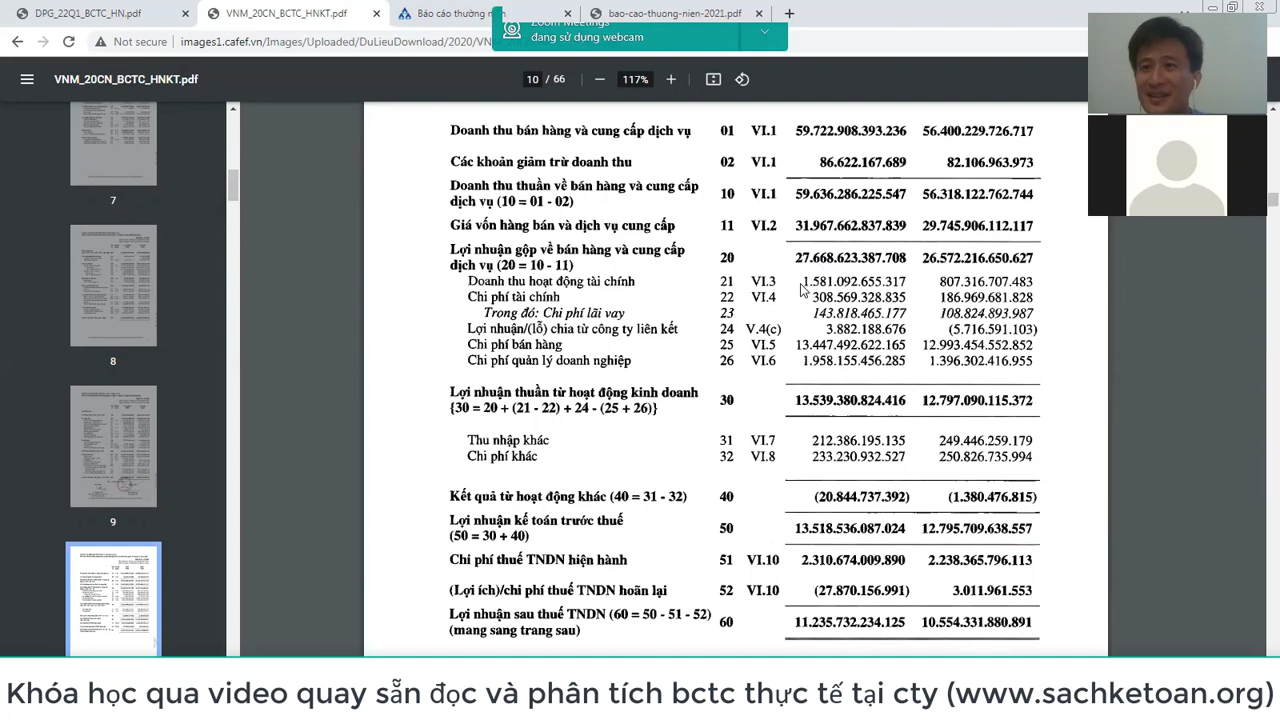 DPG_22Q1_BCTC_HN.pdf
VNM_20CN_BCTC_HNKT.pdf
Báo cáo thường niên
bao-cao-thuong-nien-2021.pdf
Zoom Meetings
đang sử dụng webcam
Not secure | images1.cafef.vn/Images/Uploaded/DuLieuDownload/2020/VNM
VNM_20CN_BCTC_HNKT.pdf
10 / 66
117%
7
8
9
Doanh thu bán hàng và cung cấp dịch vụ 01 VI.1 59.722.908.393.236 56.400.229.726.717
Các khoản giảm trừ doanh thu 02 VI.1 86.622.167.689 82.106.963.973
Doanh thu thuần về bán hàng và cung cấp
dịch vụ (10 = 01 - 02) 10 VI.1 59.636.286.225.547 56.318.122.762.744
Giá vốn hàng bán và dịch vụ cung cấp 11 VI.2 31.967.662.837.839 29.745.906.112.117
Lợi nhuận gộp về bán hàng và cung cấp
dịch vụ (20 = 10 - 11) 20 27.668.623.387.708 26.572.216.650.627
Doanh thu hoạt động tài chính 21 VI.3 1.581.092.655.317 807.316.707.483
Chi phí tài chính 22 VI.4 308.569.328.835 186.969.681.828
Trong đó: Chi phí lãi vay 23 143.818.465.177 108.824.893.987
Lợi nhuận/(lỗ) chia từ công ty liên kết 24 V.4(c) 3.882.188.676 (5.716.591.103)
Chi phí bán hàng 25 VI.5 13.447.492.622.165 12.993.454.552.852
Chi phí quản lý doanh nghiệp 26 VI.6 1.958.155.456.285 1.396.302.416.955
Lợi nhuận thuần từ hoạt động kinh doanh
{30 = 20 + (21 - 22) + 24 - (25 + 26)} 30 13.539.380.824.416 12.797.090.115.372
Thu nhập khác 31 VI.7 212.386.195.135 249.446.259.179
Chi phí khác 32 VI.8 233.230.932.527 250.826.735.994
Kết quả từ hoạt động khác (40 = 31 - 32) 40 (20.844.737.392) (1.380.476.815)
Lợi nhuận kế toán trước thuế
(50 = 30 + 40) 50 13.518.536.087.024 12.795.709.638.557
Chi phí thuế TNDN hiện hành 51 VI.10 2.310.674.009.890 2.238.365.796.113
(Lợi ích)/chi phí thuế TNDN hoãn lại 52 VI.10 (27.870.156.991) 3.011.961.553
Lợi nhuận sau thuế TNDN (60 = 50 - 51 - 52)
(mang sang trang sau) 60 11.235.732.234.125 10.554.331.880.891
Khóa học qua video quay sẵn đọc và phân tích bctc thực tế tại cty (www.sachketoan.org)